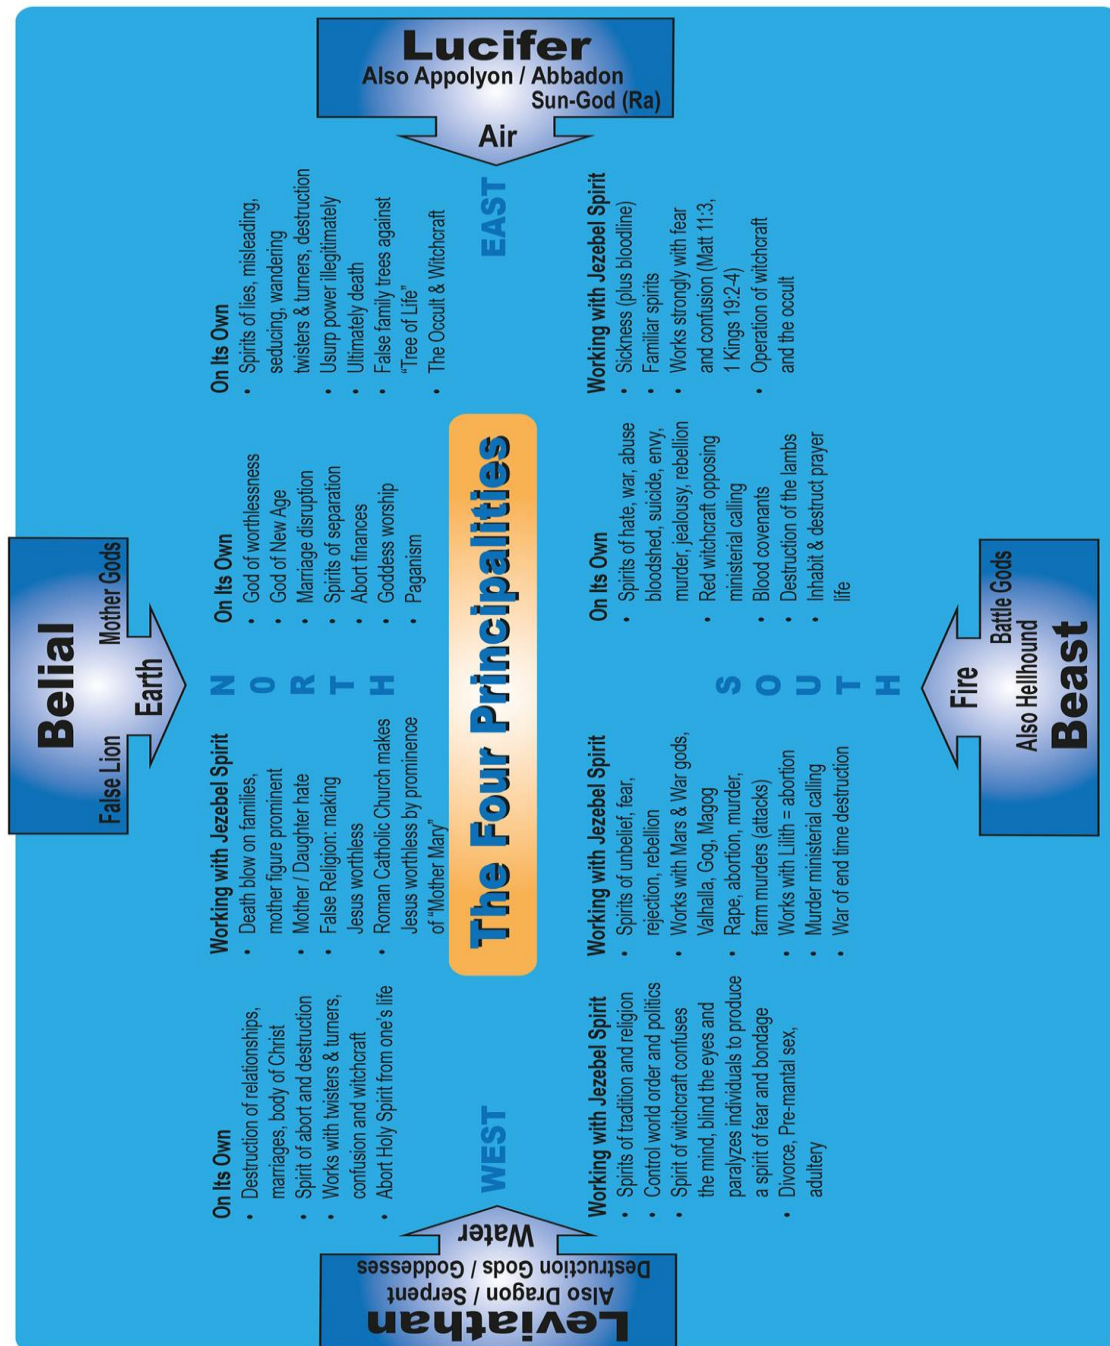 The Four Principalities
Belial
False Lion
Mother Gods
Earth
N
O
R
T
H
Working with Jezebel Spirit
• Death blow on families,
mother figure prominent
• Mother / Daughter hate
• False Religion: making
Jesus worthless
• Roman Catholic Church makes
Jesus worthless by prominence
of “Mother Mary”
On Its Own
• God of worthlessness
• God of New Age
• Marriage disruption
• Spirits of separation
• Abort finances
• Goddess worship
• Paganism
Lucifer
Also Appolyon / Abbadon
Sun-God (Ra)
Air
EAST
On Its Own
• Spirits of lies, misleading,
seducing, wandering
twisters & turners, destruction
• Usurp power illegitimately
• Ultimately death
• False family trees against
“Tree of Life”
• The Occult & Witchcraft
Working with Jezebel Spirit
• Sickness (plus bloodline)
• Familiar spirits
• Works strongly with fear
and confusion (Matt 11:3,
1 Kings 19:2-4)
• Operation of witchcraft
and the occult
Leviathan
Also Dragon / Serpent
Destruction Gods / Goddesses
Water
WEST
On Its Own
• Destruction of relationships,
marriages, body of Christ
• Spirit of abort and destruction
• Works with twisters & turners,
confusion and witchcraft
• Abort Holy Spirit from one’s life
Working with Jezebel Spirit
• Spirits of tradition and religion
• Control world order and politics
• Spirit of witchcraft confuses
the mind, blind the eyes and
paralyzes individuals to produce
a spirit of fear and bondage
• Divorce, Pre-mantal sex,
adultery
S
O
U
T
H
Working with Jezebel Spirit
• Spirits of unbelief, fear,
rejection, rebellion
• Works with Mars & War gods,
Valhalla, Gog, Magog
• Rape, abortion, murder,
farm murders (attacks)
• Works with Lilith = abortion
• Murder ministerial calling
• War of end time destruction
On Its Own
• Spirits of hate, war, abuse
bloodshed, suicide, envy,
murder, jealousy, rebellion
• Red witchcraft opposing
ministerial calling
• Blood covenants
• Destruction of the lambs
• Inhabit & destruct prayer
life
Fire
Also Hellhound
Battle Gods
Beast